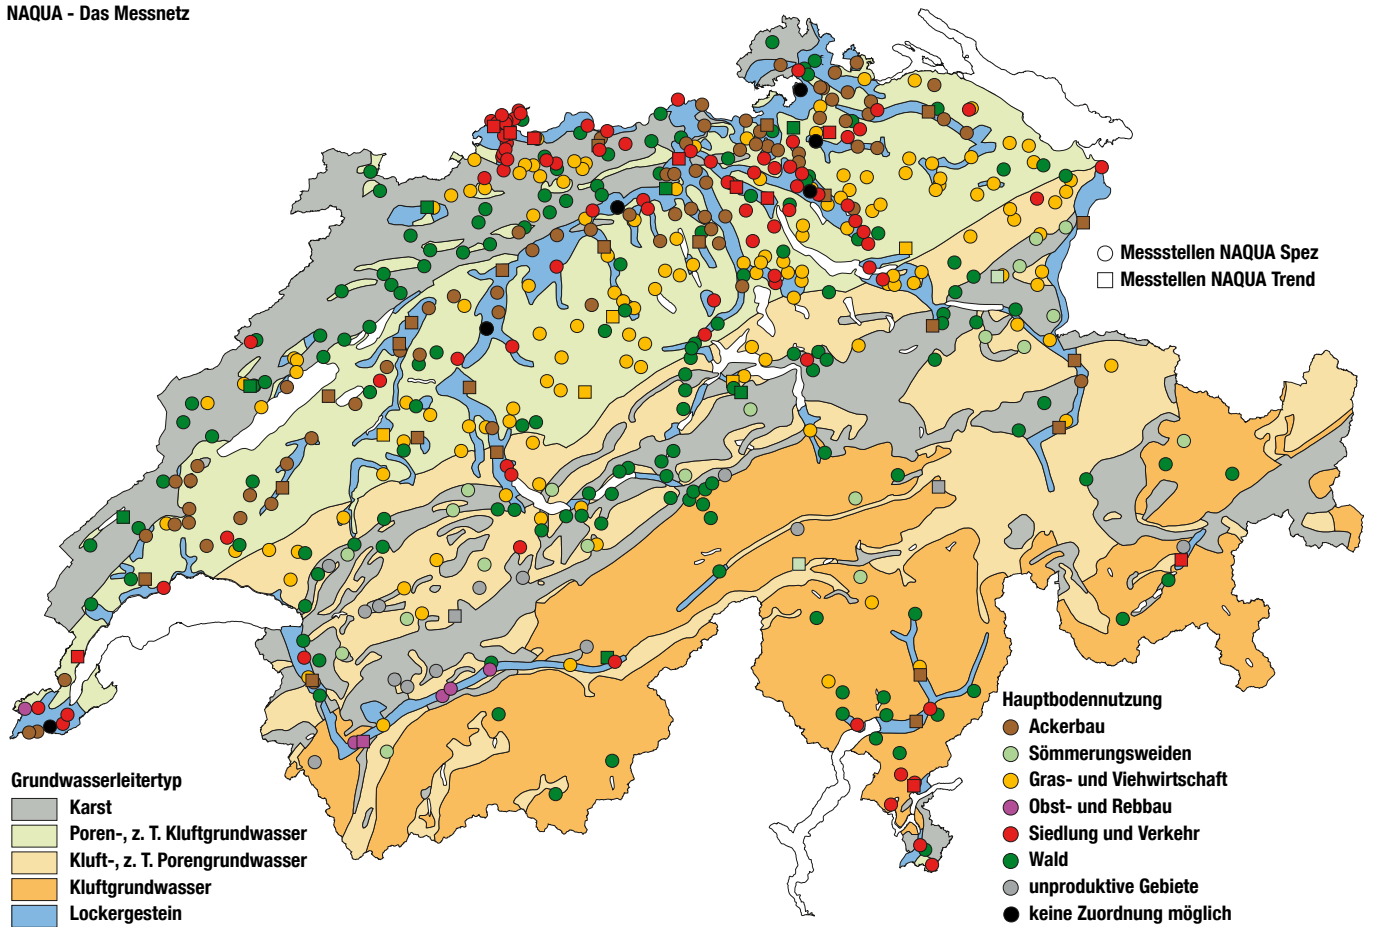 NAQUA - Das Messnetz
Messstellen NAQUA Spez
Messtellen NAQUA Trend
Hauptbodennutzung
Ackerbau
Sömmerungsweiden
Gras- und Viehwirtschaft
Obst- und Rebbau
Siedlung und Verkehr
Wald
unproduktive Gebiete
keine Zuordnung möglich
Grundwasserleitertyp
Karst
Poren-, z. T. Kluftgrundwasser
Kluft-, z. T. Porengrundwasser
Kluftgrundwasser
Lockergestein